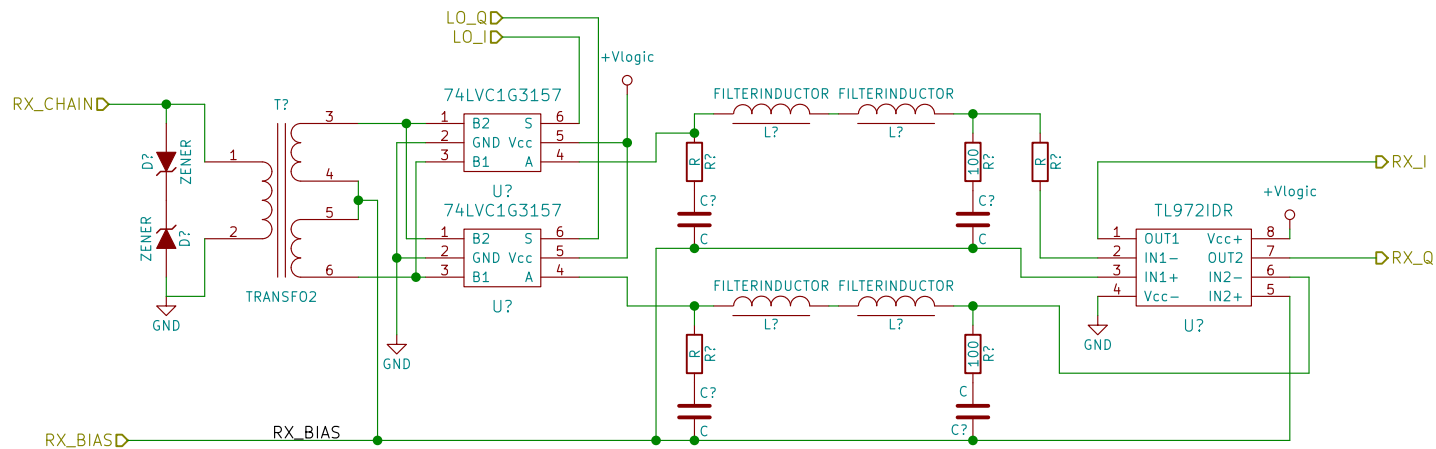 LO_Q
LO_I
+Vlogic
RX_CHAIN
T?
74LVC1G3157
1 B2 S 6
2 GND Vcc 5
3 B1 A 4
U?
FILTERINDUCTOR FILTERINDUCTOR
L? L?
D? ZENER
ZENER D?
1
2
3
4
5
6
TRANSFO2
GND
74LVC1G3157
1 B2 S 6
2 GND Vcc 5
3 B1 A 4
U?
GND
R R?
C?
C
100 R?
C?
C
R R?
RX_I
+Vlogic
TL972IDR
1 OUT1 Vcc+ 8
2 IN1- OUT2 7
3 IN1+ IN2- 6
4 Vcc- IN2+ 5
U?
GND
RX_Q
FILTERINDUCTOR FILTERINDUCTOR
L? L?
R R?
C?
C
100 R?
C
C?
RX_BIAS
RX_BIAS